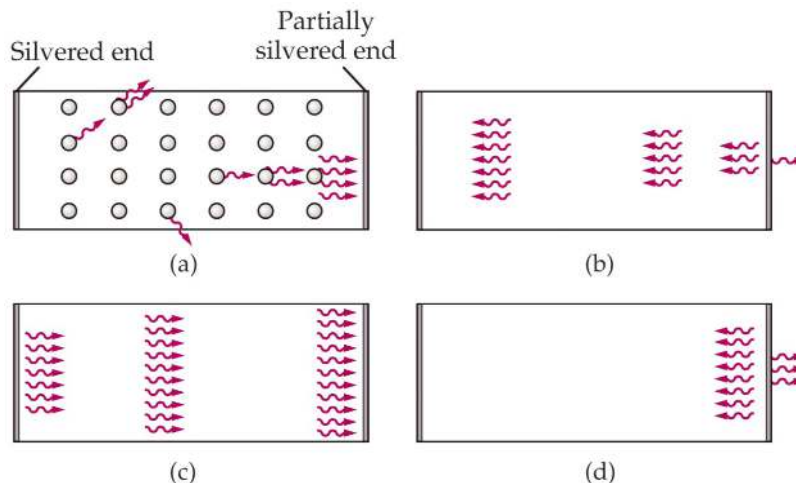 Silvered end
Partially
silvered end
(a)
(b)
(c)
(d)